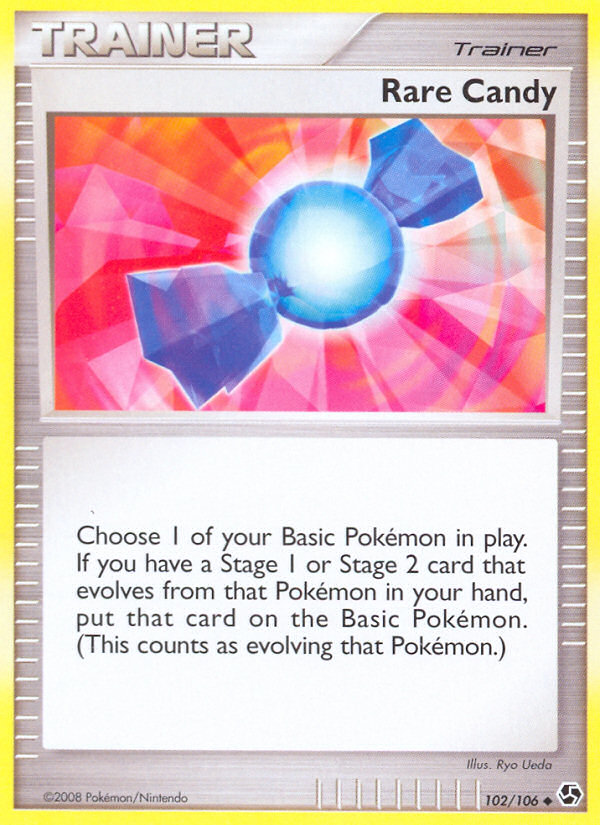 TRAINER
Trainer
Rare Candy
Choose 1 of your Basic Pokémon in play.
If you have a Stage 1 or Stage 2 card that
evolves from that Pokémon in your hand,
put that card on the Basic Pokémon.
(This counts as evolving that Pokémon.)
Illus. Ryo Ueda
©2008 Pokémon/Nintendo
102/106 ◆